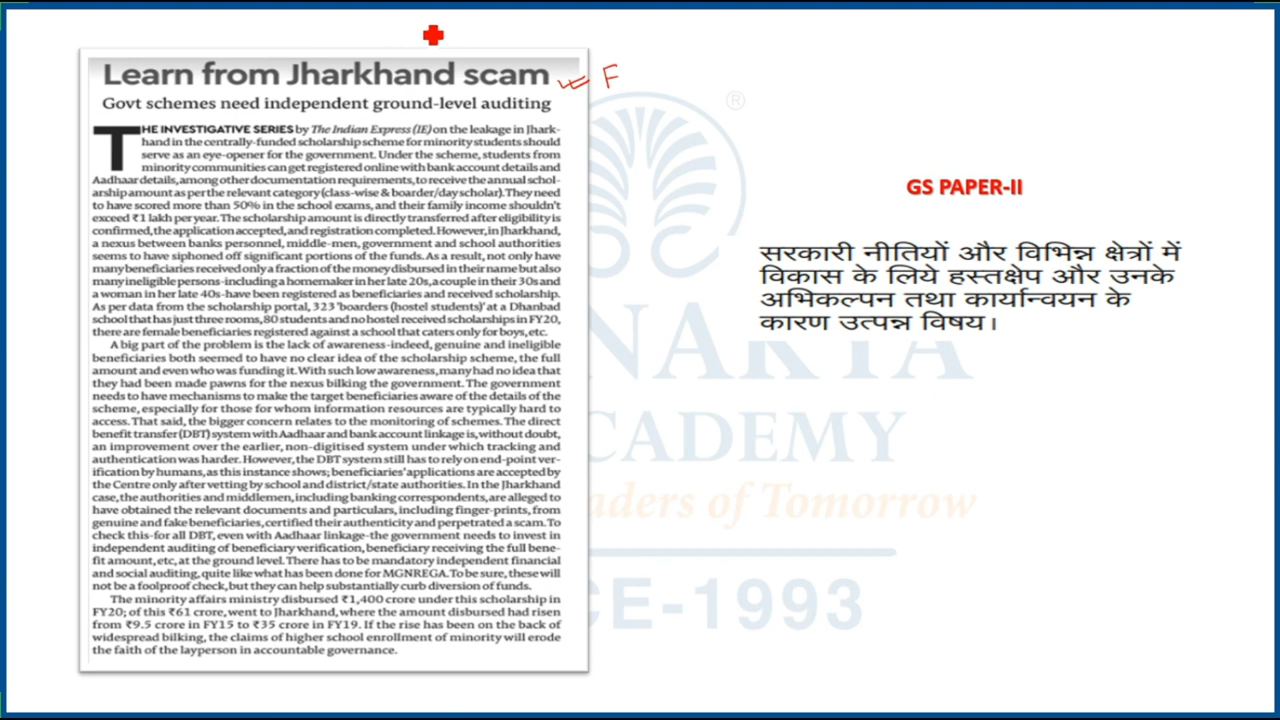 Learn from Jharkhand scam
F
Govt schemes need independent ground-level auditing
THE INVESTIGATIVE SERIES by The Indian Express (IE) on the leakage in Jhark-
hand in the centrally-funded scholarship scheme for minority students should
serve as an eye-opener for the government. Under the scheme, students from
minority communities can get registered online with bank account details and
Aadhaar details, among other documentation requirements, to receive the annual schol-
arship amount as per the relevant category (class-wise & boarder/day scholar). They need
to have scored more than 50% in the school exams, and their family income shouldn't
exceed ₹1 lakh per year. The scholarship amount is directly transferred after eligibility is
confirmed, the application accepted, and registration completed. However, in Jharkhand,
a nexus between banks personnel, middle-men, government and school authorities
seems to have siphoned off significant portions of the funds. As a result, not only have
many beneficiaries received only a fraction of the money disbursed in their name but also
many ineligible persons-including a homemaker in her late 20s, a couple in their 30s and
a woman in her late 40s-have been registered as beneficiaries and received scholarship.
As per data from the scholarship portal, 323 'boarders (hostel students)' at a Dhanbad
school that has just three rooms, 80 students and no hostel received scholarships in FY20,
there are female beneficiaries registered against a school that caters only for boys, etc.
A big part of the problem is the lack of awareness-indeed, genuine and ineligible
beneficiaries both seemed to have no clear idea of the scholarship scheme, the full
amount and even who was funding it. With such low awareness, many had no idea that
they had been made pawns for the nexus bilking the government. The government
needs to have mechanisms to make the target beneficiaries aware of the details of the
scheme, especially for those for whom information resources are typically hard to
access. That said, the bigger concern relates to the monitoring of schemes. The direct
benefit transfer (DBT) system with Aadhaar and bank account linkage is, without doubt,
an improvement over the earlier, non-digitised system under which tracking and
authentication was harder. However, the DBT system still has to rely on end-point ver-
ification by humans, as this instance shows; beneficiaries' applications are accepted by
the Centre only after vetting by school and district/state authorities. In the Jharkhand
case, the authorities and middlemen, including banking correspondents, are alleged to
have obtained the relevant documents and particulars, including finger-prints, from
genuine and fake beneficiaries, certified their authenticity and perpetrated a scam. To
check this-for all DBT, even with Aadhaar linkage-the government needs to invest in
independent auditing of beneficiary verification, beneficiary receiving the full bene-
fit amount, etc, at the ground level. There has to be mandatory independent financial
and social auditing, quite like what has been done for MGNREGA. To be sure, these will
not be a foolproof check, but they can help substantially curb diversion of funds.
The minority affairs ministry disbursed ₹1,400 crore under this scholarship in
FY20; of this ₹61 crore, went to Jharkhand, where the amount disbursed had risen
from ₹9.5 crore in FY15 to ₹35 crore in FY19. If the rise has been on the back of
widespread bilking, the claims of higher school enrollment of minority will erode
the faith of the layperson in accountable governance.
GS PAPER-II
सरकारी नीतियों और विभिन्न क्षेत्रों में
विकास के लिये हस्तक्षेप और उनके
अभिकल्पन तथा कार्यान्वयन के
कारण उत्पन्न विषय।
®
NAKYA
CADEMY
aders of Tomorrow
CE-1993